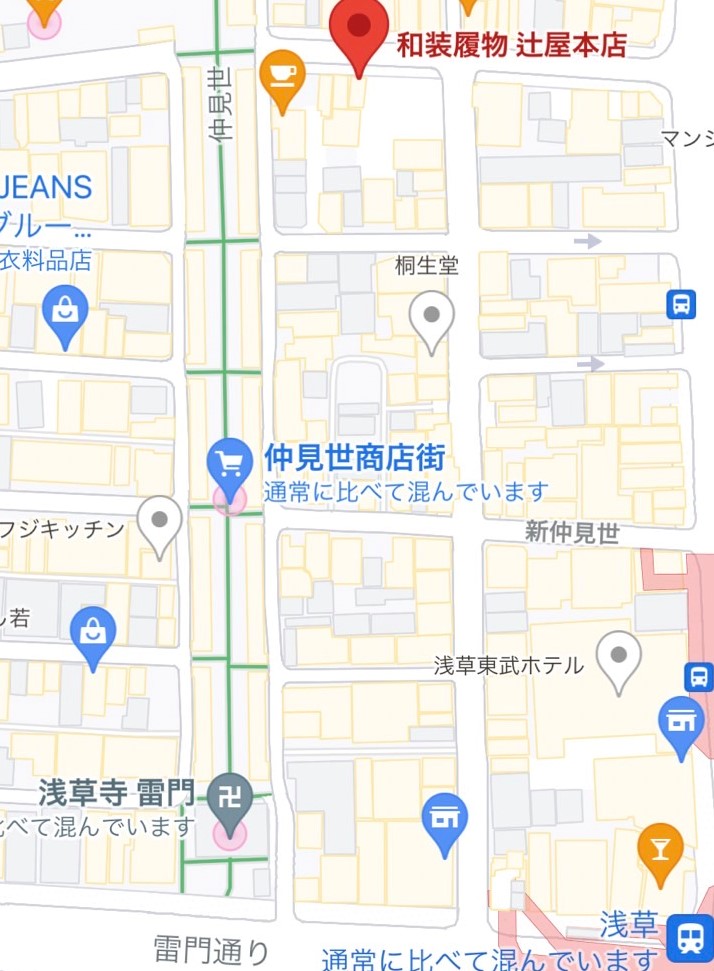 和装履物 辻屋本店
仲見世
マンシ
JEANS
ブルー...
衣料品店
桐生堂
仲見世商店街
通常に比べて混んでいます
フジキッチン
新仲見世
し若
浅草東武ホテル
浅草寺 雷門
比べて混んでいます
雷門通り
浅草
通常に比べて混んでいます